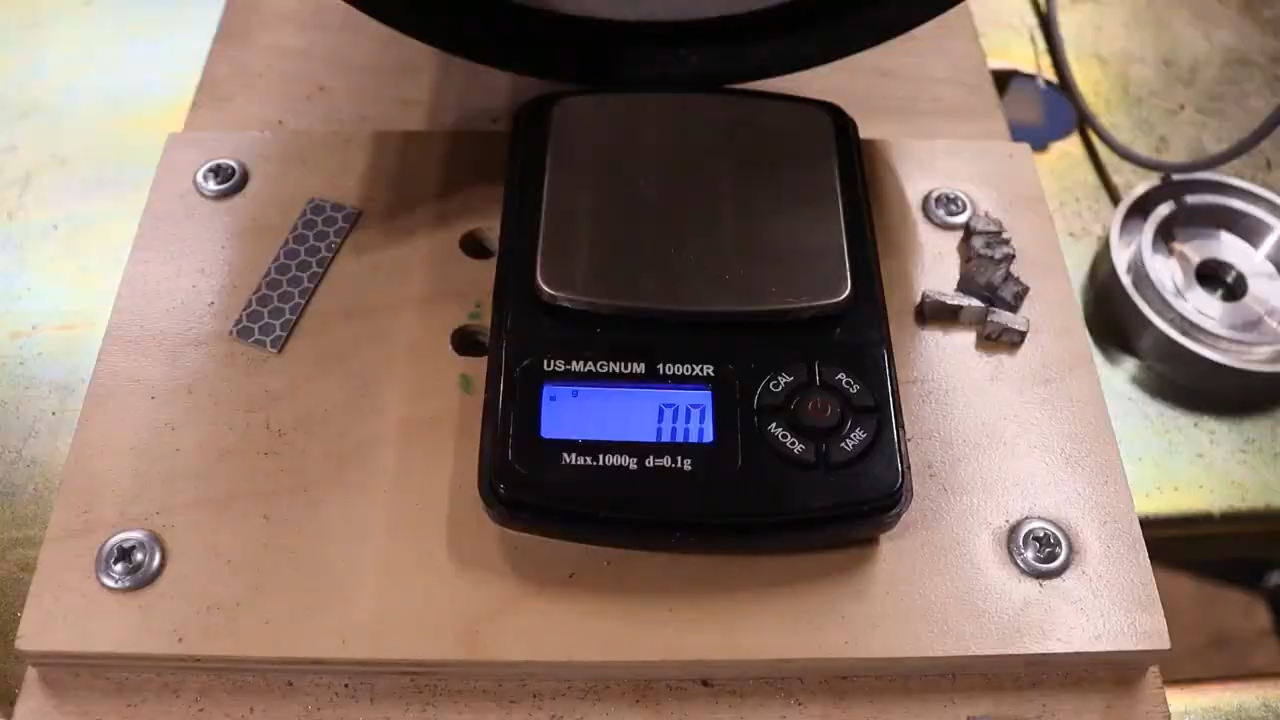 US-MAGNUM 1000XR
g
0.0
Max.1000g d=0.1g
CAL
PCS
MODE
TARE